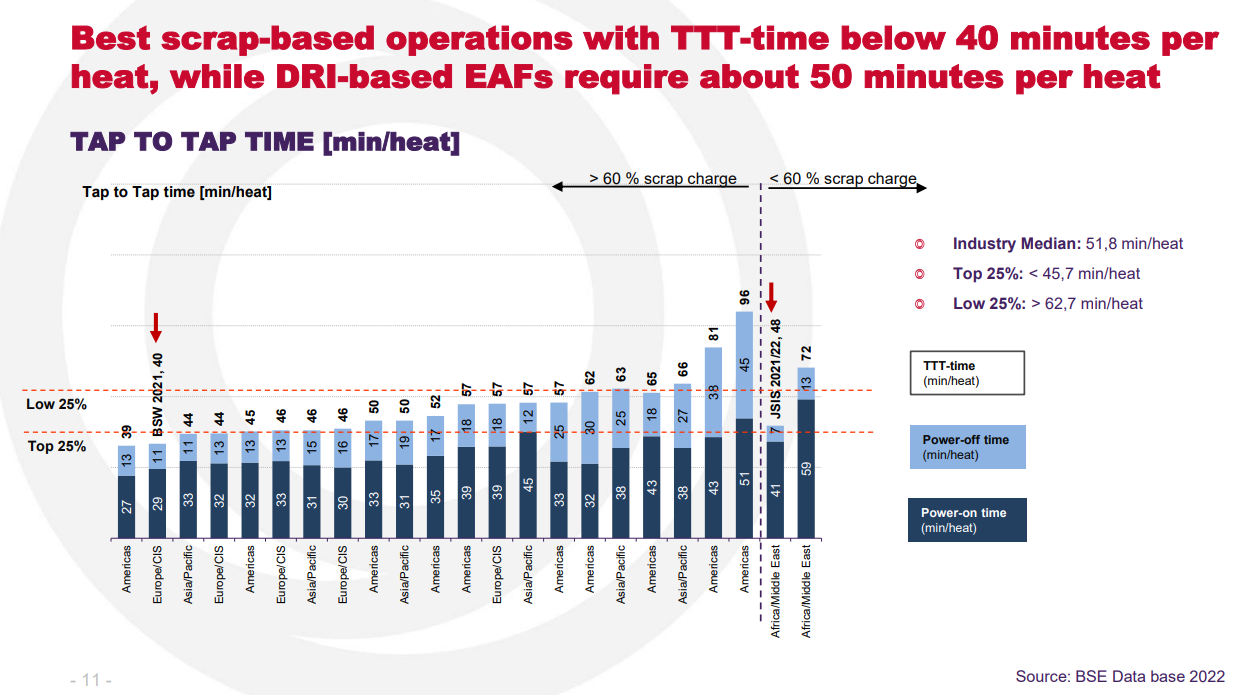 Best scrap-based operations with TTT-time below 40 minutes per
heat, while DRI-based EAFs require about 50 minutes per heat
TAP TO TAP TIME [min/heat]
Tap to Tap time [min/heat]
> 60 % scrap charge
< 60 % scrap charge
Industry Median: 51,8 min/heat
Top 25%: < 45,7 min/heat
Low 25%: > 62,7 min/heat
TTT-time
(min/heat)
Power-off time
(min/heat)
Power-on time
(min/heat)
Low 25%
Top 25%
39
BSW 2021, 40
44
44
45
46
46
46
50
50
52
57
57
57
57
62
63
65
66
81
96
JSIS 2021/22, 48
72
13
11
11
13
13
13
15
16
17
19
17
18
18
12
25
30
25
18
27
38
45
7
13
27
29
33
32
32
33
31
30
33
31
35
39
39
45
33
32
38
43
38
43
51
41
59
Americas
Europe/CIS
Asia/Pacific
Europe/CIS
Americas
Europe/CIS
Asia/Pacific
Europe/CIS
Americas
Asia/Pacific
Americas
Americas
Europe/CIS
Asia/Pacific
Americas
Americas
Asia/Pacific
Americas
Asia/Pacific
Americas
Americas
Africa/Middle East
Africa/Middle East
- 11 -
Source: BSE Data base 2022